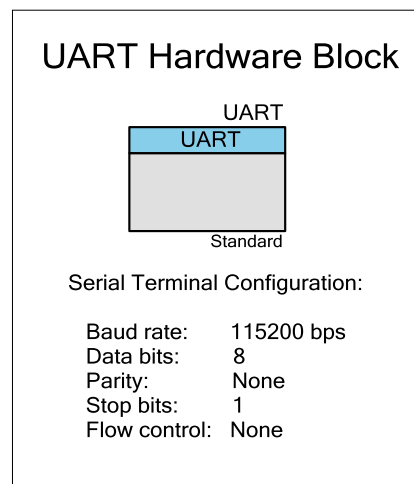 UART Hardware Block
UART
UART
Standard
Serial Terminal Configuration:
Baud rate: 115200 bps
Data bits: 8
Parity: None
Stop bits: 1
Flow control: None